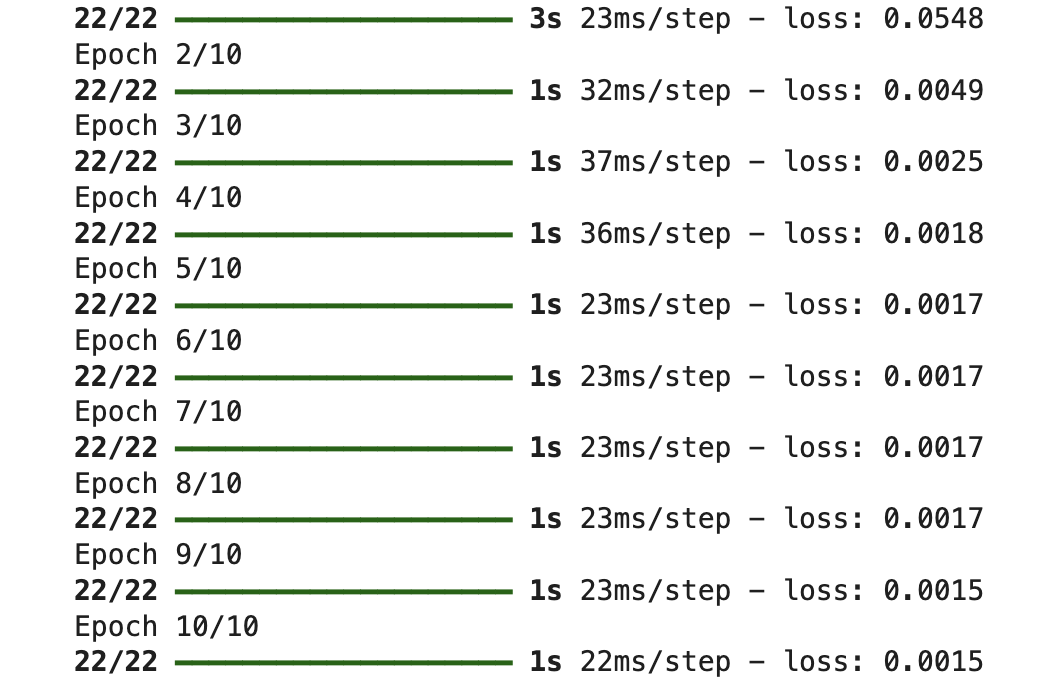 22/22 ━━━━━━━━━━━━━━━━━━━━ 3s 23ms/step - loss: 0.0548
Epoch 2/10
22/22 ━━━━━━━━━━━━━━━━━━━━ 1s 32ms/step - loss: 0.0049
Epoch 3/10
22/22 ━━━━━━━━━━━━━━━━━━━━ 1s 37ms/step - loss: 0.0025
Epoch 4/10
22/22 ━━━━━━━━━━━━━━━━━━━━ 1s 36ms/step - loss: 0.0018
Epoch 5/10
22/22 ━━━━━━━━━━━━━━━━━━━━ 1s 23ms/step - loss: 0.0017
Epoch 6/10
22/22 ━━━━━━━━━━━━━━━━━━━━ 1s 23ms/step - loss: 0.0017
Epoch 7/10
22/22 ━━━━━━━━━━━━━━━━━━━━ 1s 23ms/step - loss: 0.0017
Epoch 8/10
22/22 ━━━━━━━━━━━━━━━━━━━━ 1s 23ms/step - loss: 0.0017
Epoch 9/10
22/22 ━━━━━━━━━━━━━━━━━━━━ 1s 23ms/step - loss: 0.0015
Epoch 10/10
22/22 ━━━━━━━━━━━━━━━━━━━━ 1s 22ms/step - loss: 0.0015